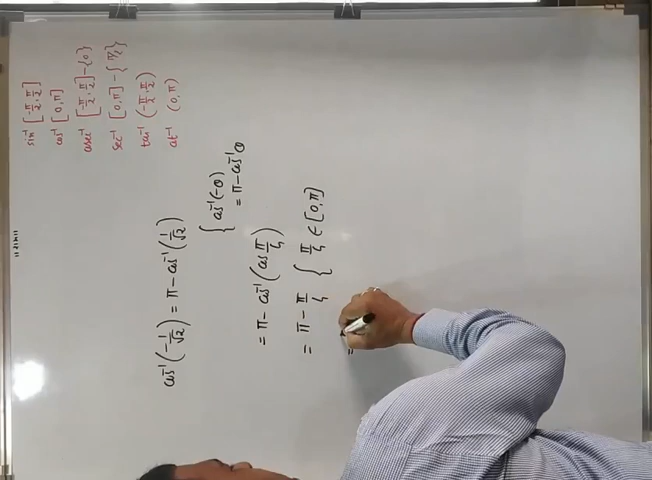 sin⁻¹ [-π/2, π/2]
cos⁻¹ [0, π]
cosec⁻¹ [-π/2, π/2] - {0}
sec⁻¹ [0, π] - {π/2}
tan⁻¹ (-π/2, π/2)
cot⁻¹ (0, π)
cos⁻¹(-1/√2) = π - cos⁻¹(1/√2)
{ cos⁻¹(-θ)
= π - cos⁻¹θ
= π - cos⁻¹(cos π/4)
= π - π/4 { π/4 ∈ [0, π]
=